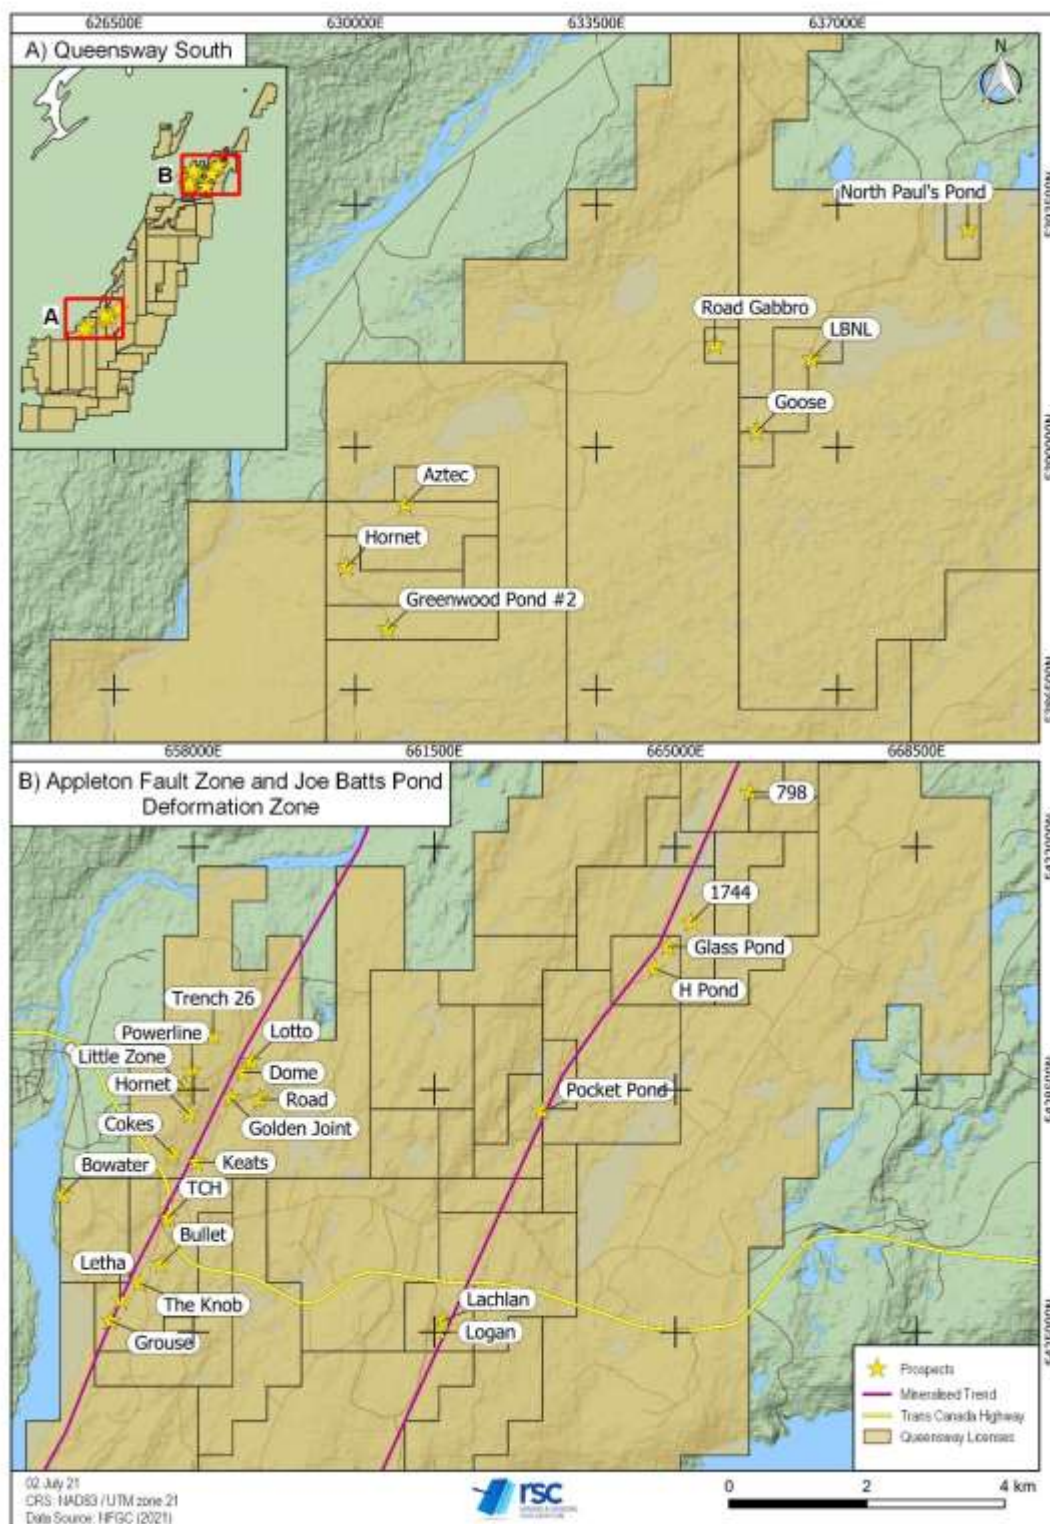 626500E 630000E 633500E 637000E
A) Queensway South
N
B
A
North Paul's Pond
Road Gabbro
LBNL
Goose
Aztec
Hornet
Greenwood Pond #2
658000E 661500E 665000E 668500E
B) Appleton Fault Zone and Joe Batts Pond
Deformation Zone
798
1744
Glass Pond
H Pond
Trench 26
Powerline
Lotto
Little Zone
Dome
Hornet
Road
Pocket Pond
Golden Joint
Cokes
Keats
Bowater
TCH
Bullet
Letha
The Knob
Lachlan
Grouse
Logan
Prospects
Mineralised Trend
Trans Canada Highway
Queensway Licenses
02 July 21
CRS: NAD83 / UTM zone 21
Data Source: NFGC (2021)
rsc
0 2 4 km